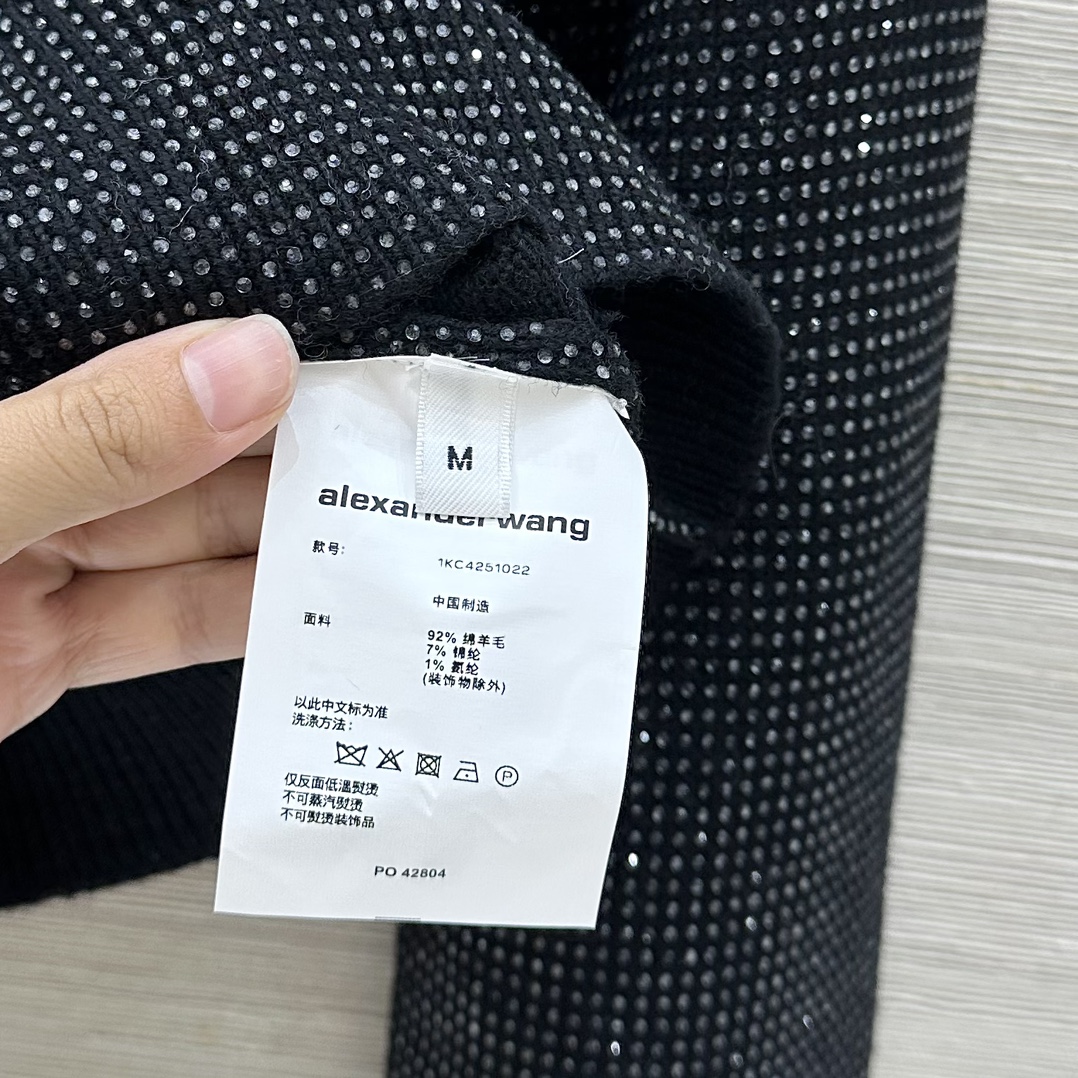 M
alexanderwang
款号:
1KC4251022
中国制造
面料
92% 绵羊毛
7% 锦纶
1% 氨纶
(装饰物除外)
以此中文标为准
洗涤方法:
P
仅反面低温熨烫
不可蒸汽熨烫
不可熨烫装饰品
PO 42804